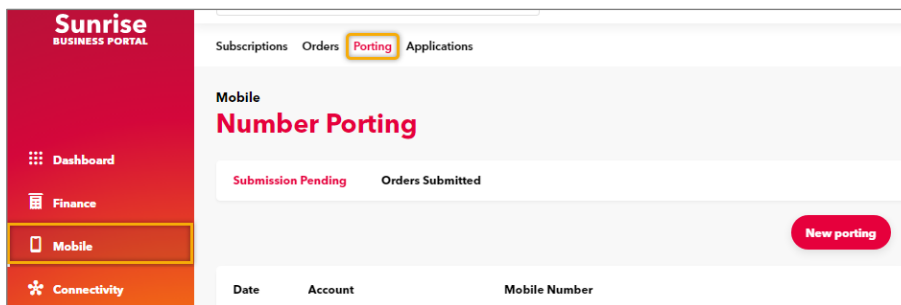 Sunrise
BUSINESS PORTAL
Dashboard
Finance
Mobile
Connectivity
Subscriptions Orders Porting Applications
Mobile
Number Porting
Submission Pending Orders Submitted
New porting
Date Account Mobile Number